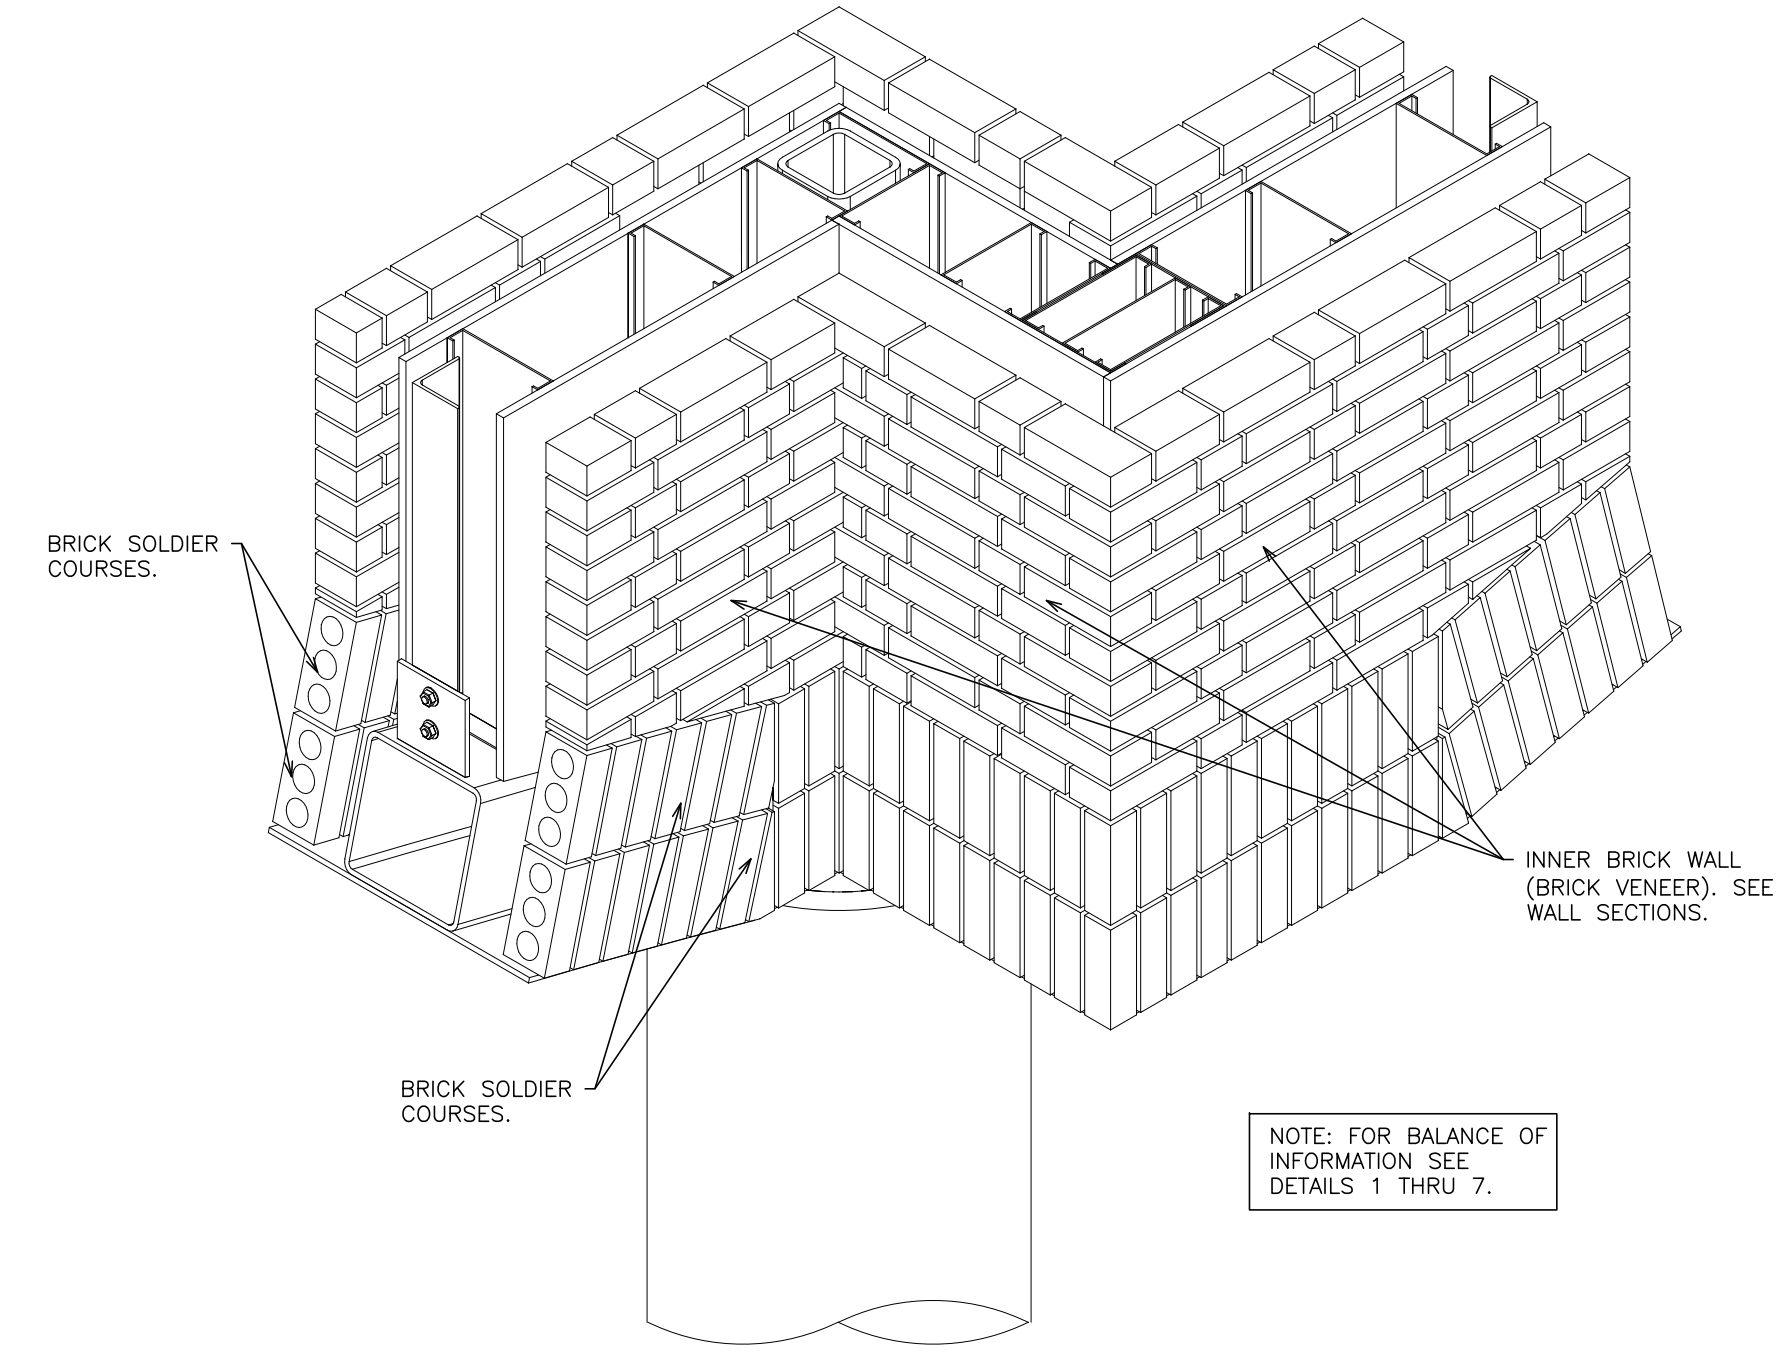 BRICK SOLDIER
COURSES.
INNER BRICK WALL
(BRICK VENEER). SEE
WALL SECTIONS.
BRICK SOLDIER
COURSES.
NOTE: FOR BALANCE OF
INFORMATION SEE
DETAILS 1 THRU 7.